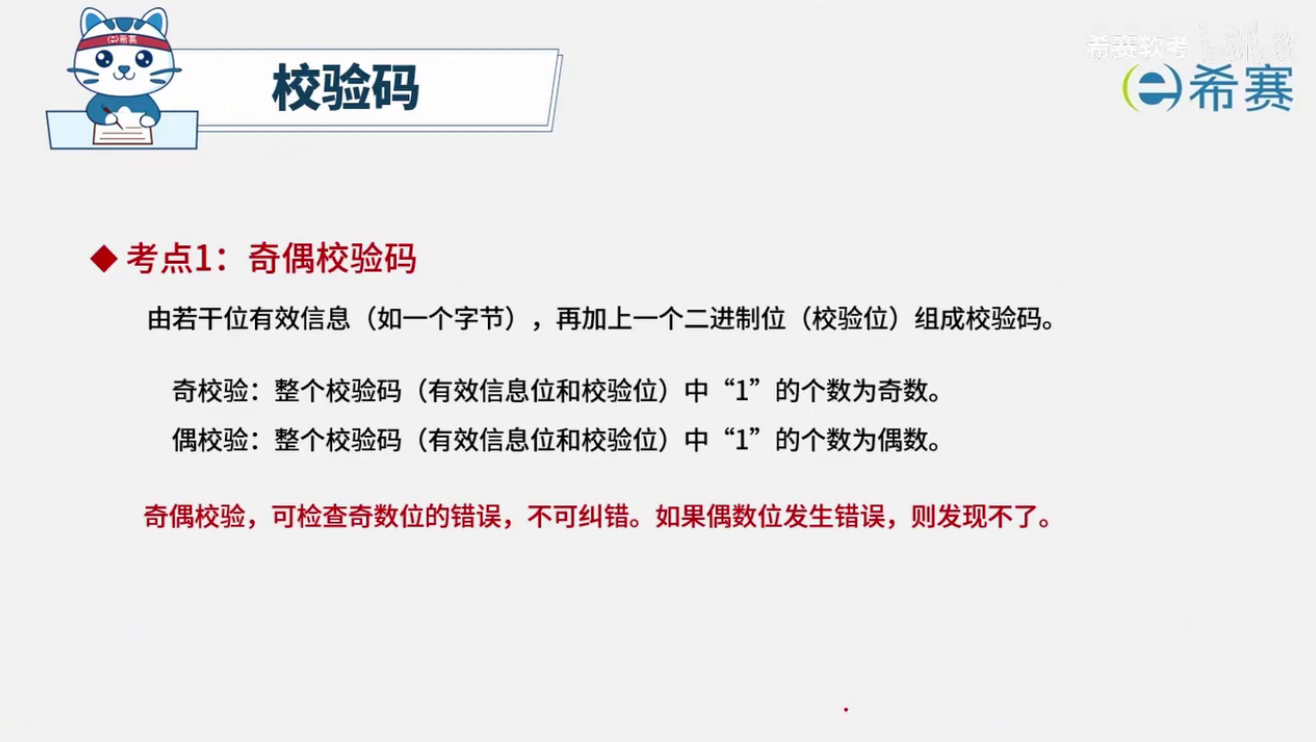 希赛
校验码
希赛软考
希赛
◆ 考点1：奇偶校验码
由若干位有效信息（如一个字节），再加上一个二进制位（校验位）组成校验码。
奇校验：整个校验码（有效信息位和校验位）中“1”的个数为奇数。
偶校验：整个校验码（有效信息位和校验位）中“1”的个数为偶数。
奇偶校验，可检查奇数位的错误，不可纠错。如果偶数位发生错误，则发现不了。